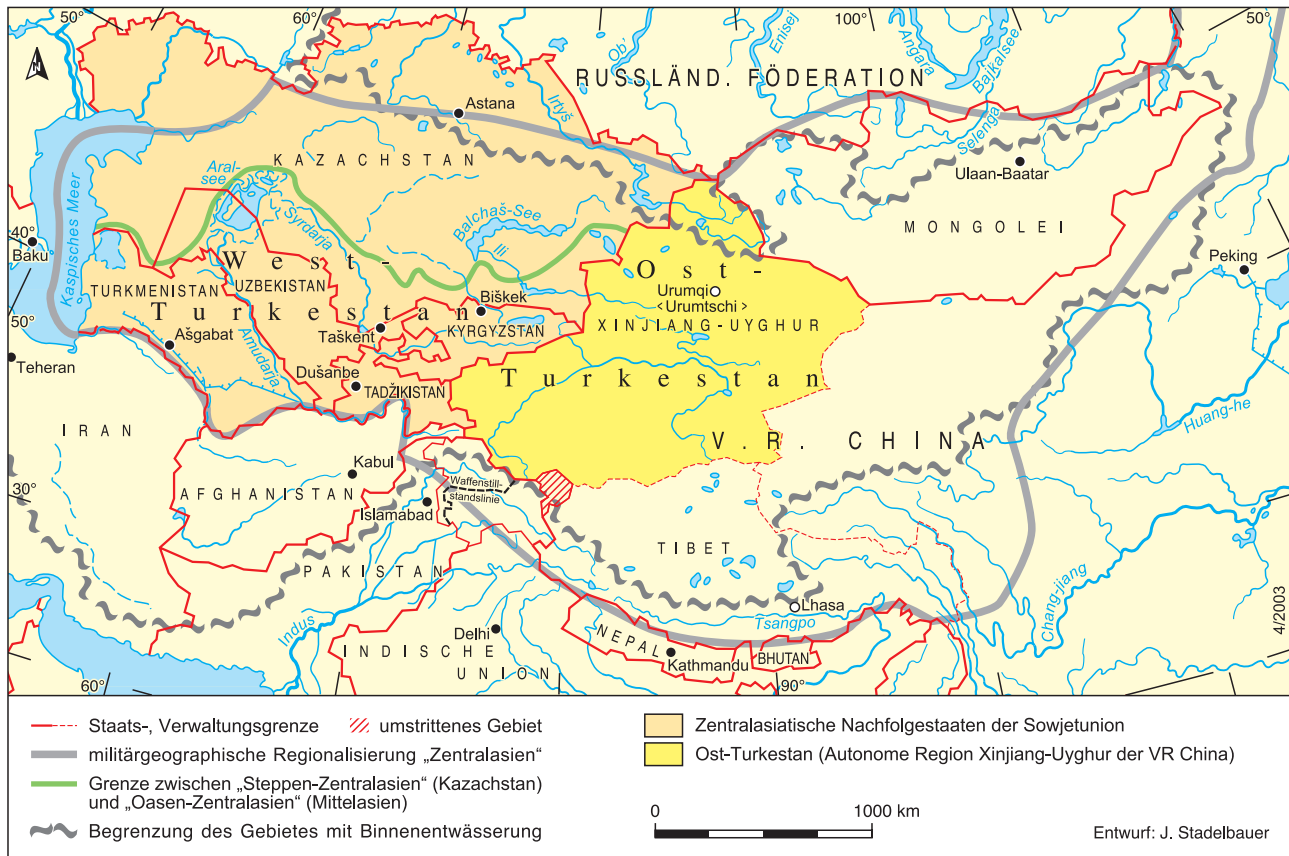 50°
60°
100°
50°
Ob'
Enisej
Angara
Bajkalsee
RUSSLÄND. FÖDERATION
Astana
Irtyš
Selenga
Ulaan-Baatar
KAZACHSTAN
Aral-
see
Syrdarja
Balchaš-See
Ili
MONGOLEI
Kaspisches Meer
40°
Baku
West-
Turkestan
TURKMENISTAN
UZBEKISTAN
Ost-
Turkestan
Urumqi
<Urumtschi>
XINJIANG-UYGHUR
Peking
Biškek
KYRGYZSTAN
Taškent
50°
Teheran
Ašgabat
Amudarja
Dušanbe
TADŽIKISTAN
IRAN
V.R. CHINA
Huang-he
Kabul
AFGHANISTAN
Waffenstill-
standslinie
Islamabad
30°
TIBET
PAKISTAN
Lhasa
Tsangpo
Chang-jiang
Indus
Delhi
INDISCHE
UNION
NEPAL
Kathmandu
BHUTAN
60°
90°
4/2003
Staats-, Verwaltungsgrenze
umstrittenes Gebiet
militärgeographische Regionalisierung „Zentralasien“
Grenze zwischen „Steppen-Zentralasien“ (Kazachstan)
und „Oasen-Zentralasien“ (Mittelasien)
Begrenzung des Gebietes mit Binnenentwässerung
Zentralasiatische Nachfolgestaaten der Sowjetunion
Ost-Turkestan (Autonome Region Xinjiang-Uyghur der VR China)
0 1000 km
Entwurf: J. Stadelbauer